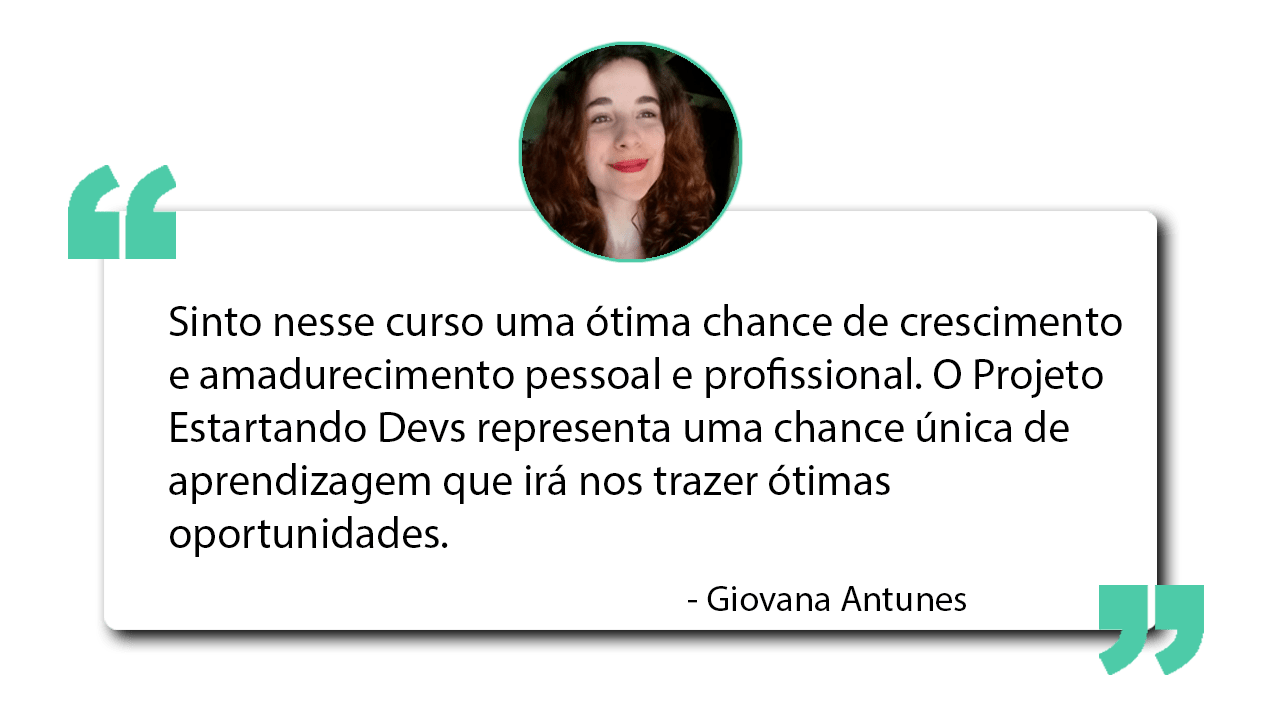 Sinto nesse curso uma ótima chance de crescimento
e amadurecimento pessoal e profissional. O Projeto
Estartando Devs representa uma chance única de
aprendizagem que irá nos trazer ótimas
oportunidades.
- Giovana Antunes